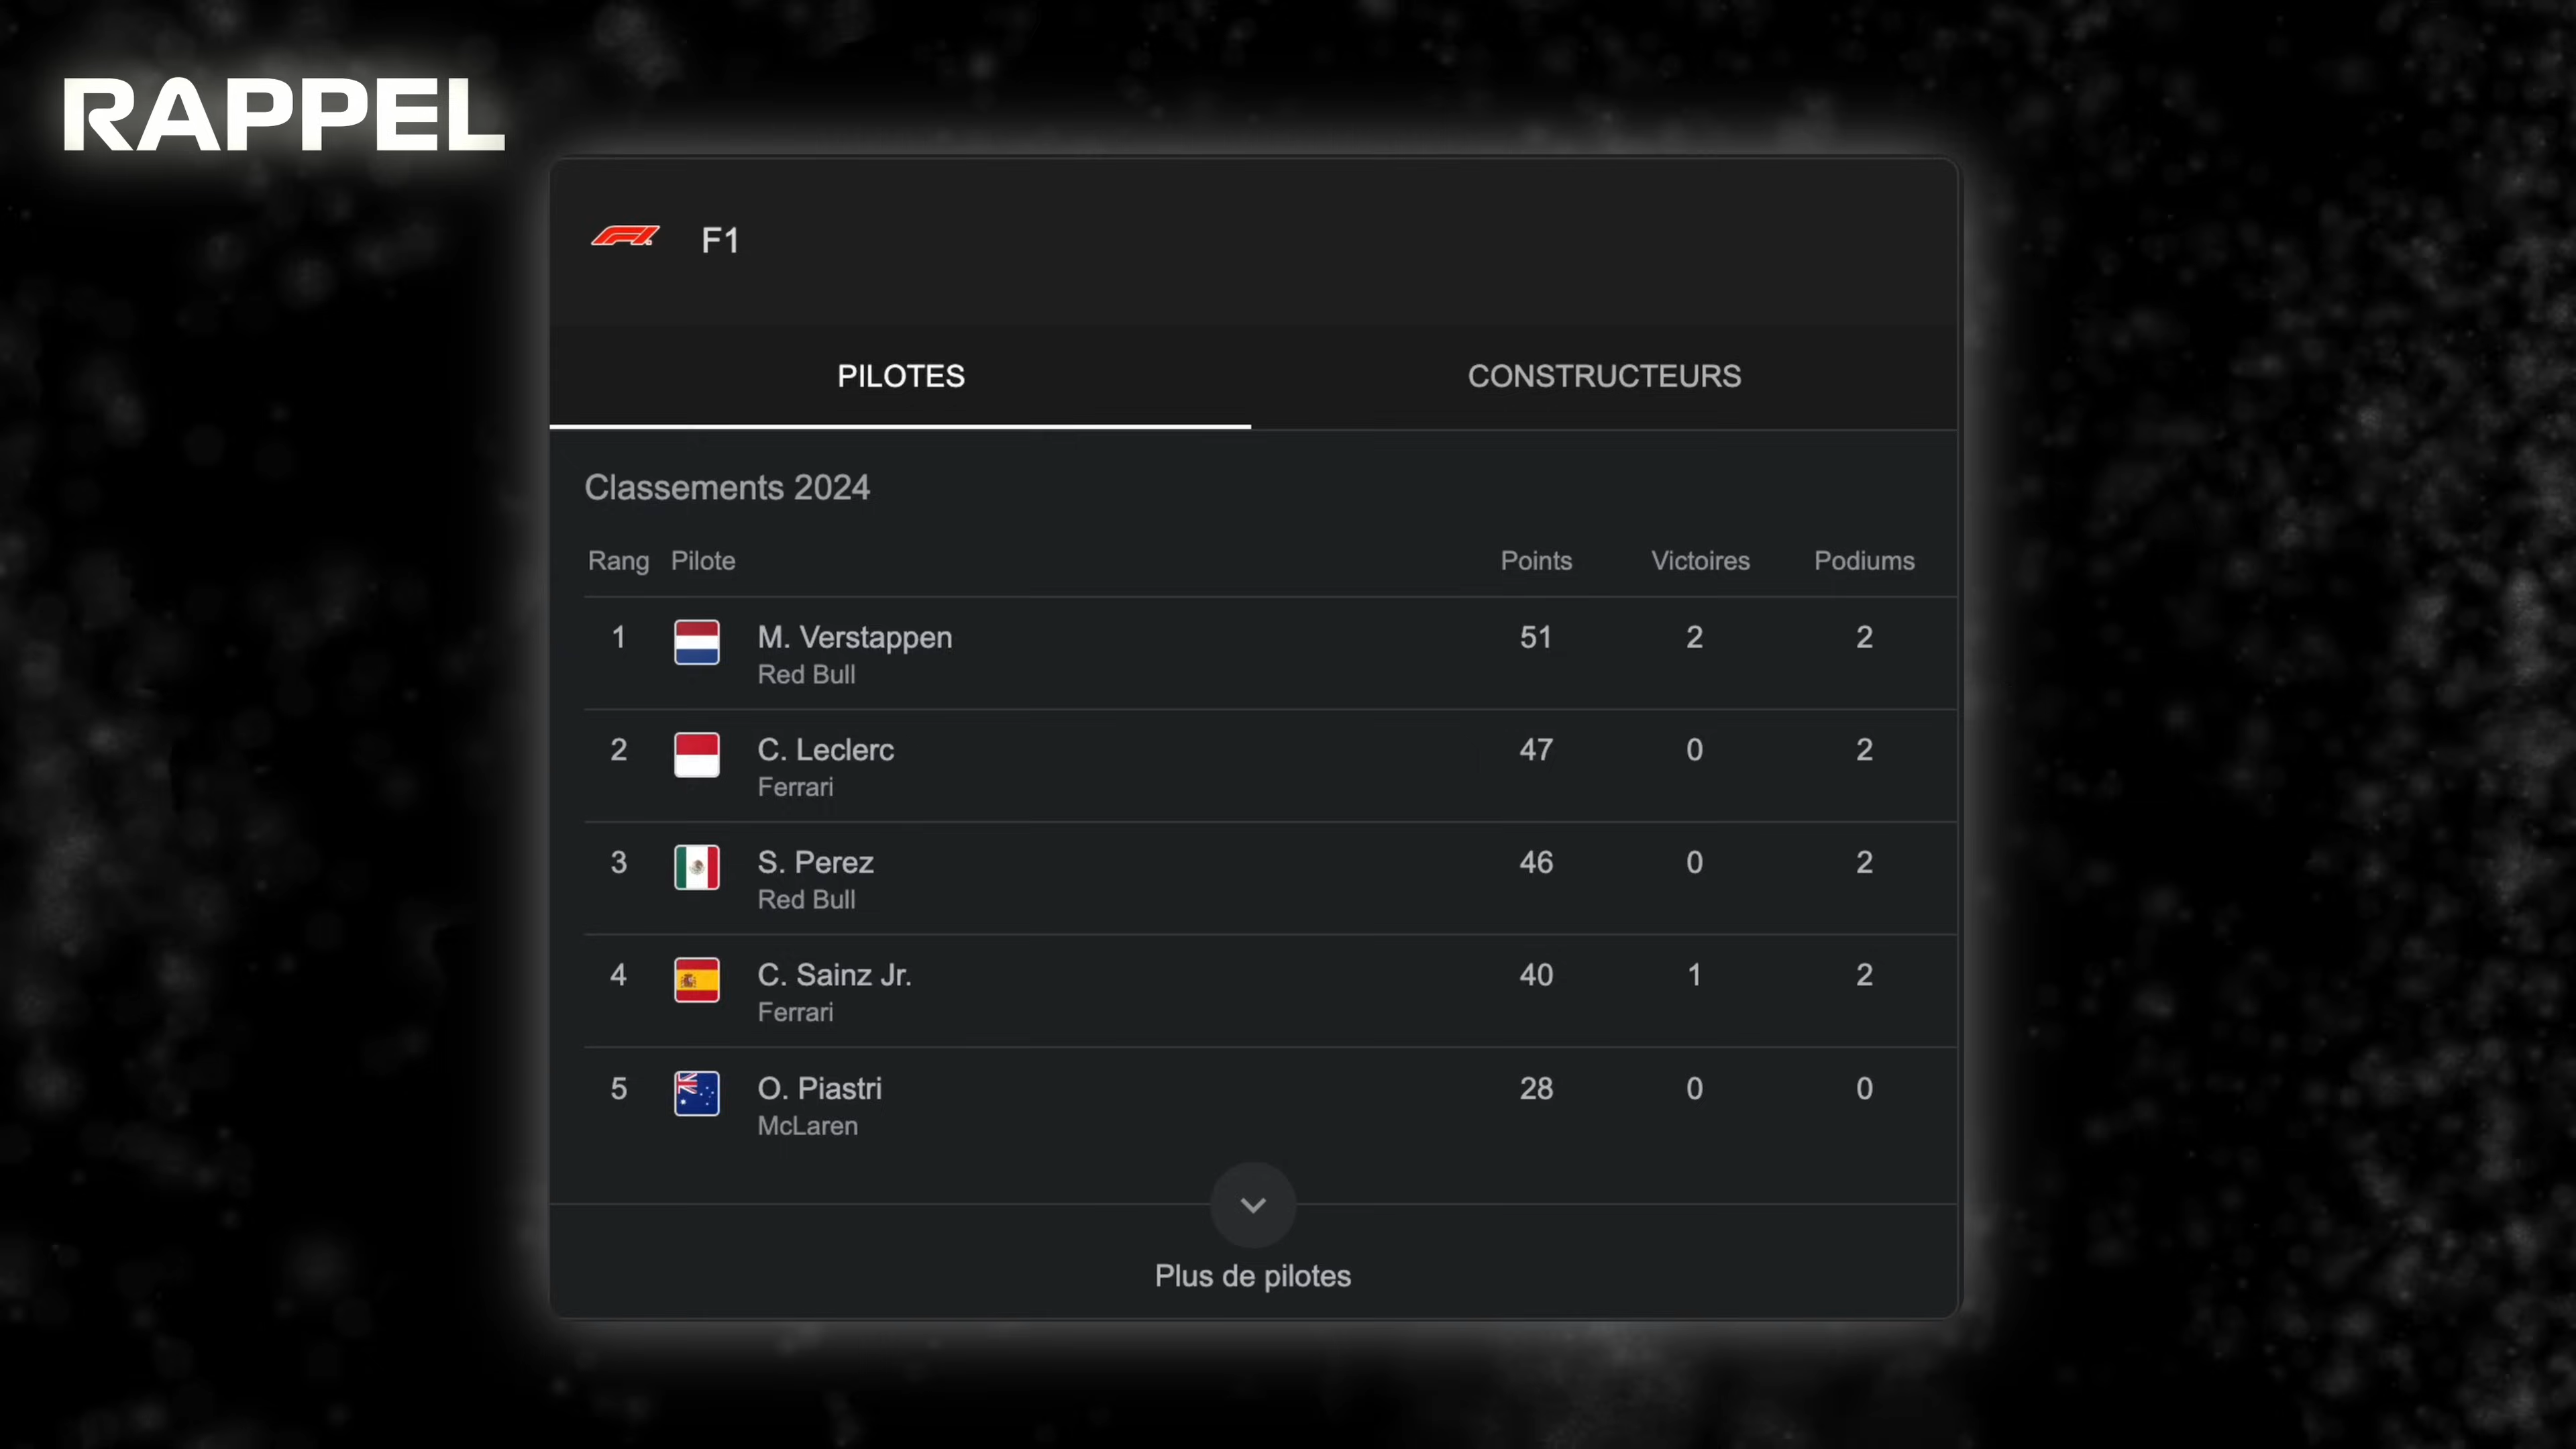 RAPPEL
F1
PILOTES CONSTRUCTEURS
Classements 2024
Rang Pilote Points Victoires Podiums
1 M. Verstappen 51 2 2
Red Bull
2 C. Leclerc 47 0 2
Ferrari
3 S. Perez 46 0 2
Red Bull
4 C. Sainz Jr. 40 1 2
Ferrari
5 O. Piastri 28 0 0
McLaren
Plus de pilotes